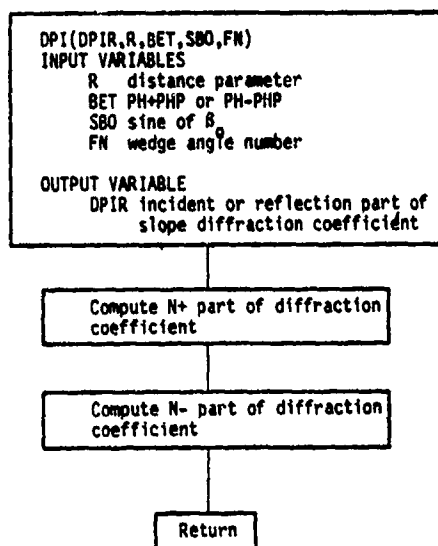 DPI(DPIR,R,BET,SBO,FN)
INPUT VARIABLES
R distance parameter
BET PH+PHP or PH-PHP
SBO sine of βo
FN wedge angle number
OUTPUT VARIABLE
DPIR incident or reflection part of
slope diffraction coefficient
Compute N+ part of diffraction
coefficient
Compute N- part of diffraction
coefficient
Return